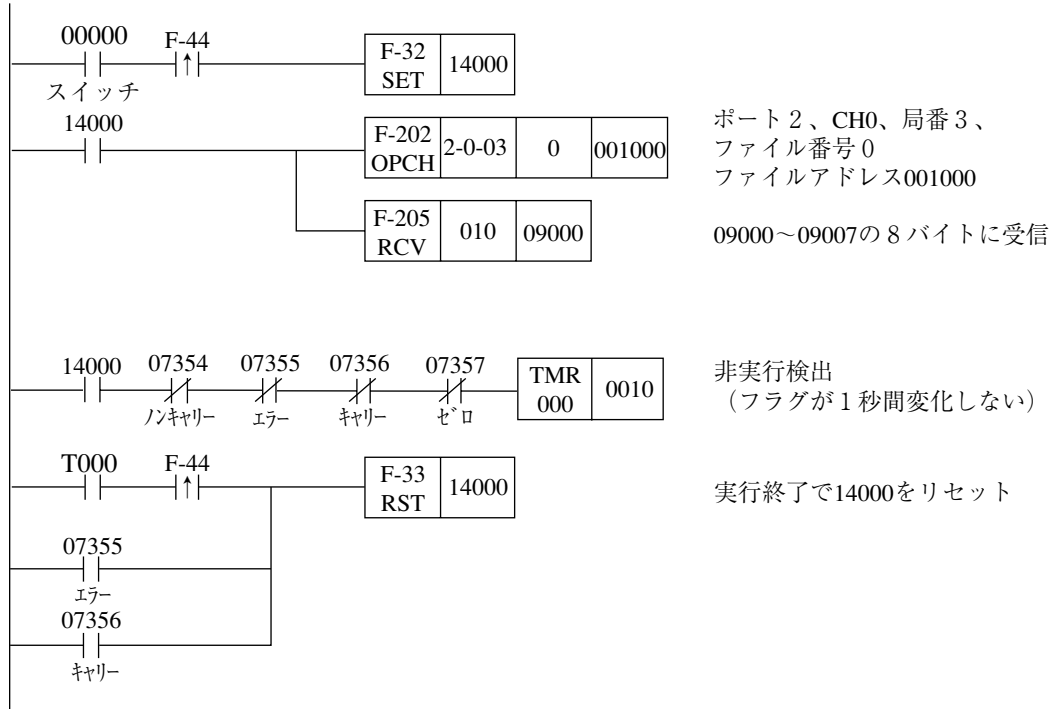 00000 F-44
F-32
SET 14000
スイッチ
14000
F-202
OPCH 2-0-03 0 001000
ポート２、CH0、局番３、
ファイル番号０
ファイルアドレス001000
F-205
RCV 010 09000
09000～09007の８バイトに受信
14000 07354 07355 07356 07357
ノンキャリー エラー キャリー ゼロ
TMR
000 0010
非実行検出
（フラグが１秒間変化しない）
T000 F-44
F-33
RST 14000
実行終了で14000をリセット
07355
エラー
07356
キャリー